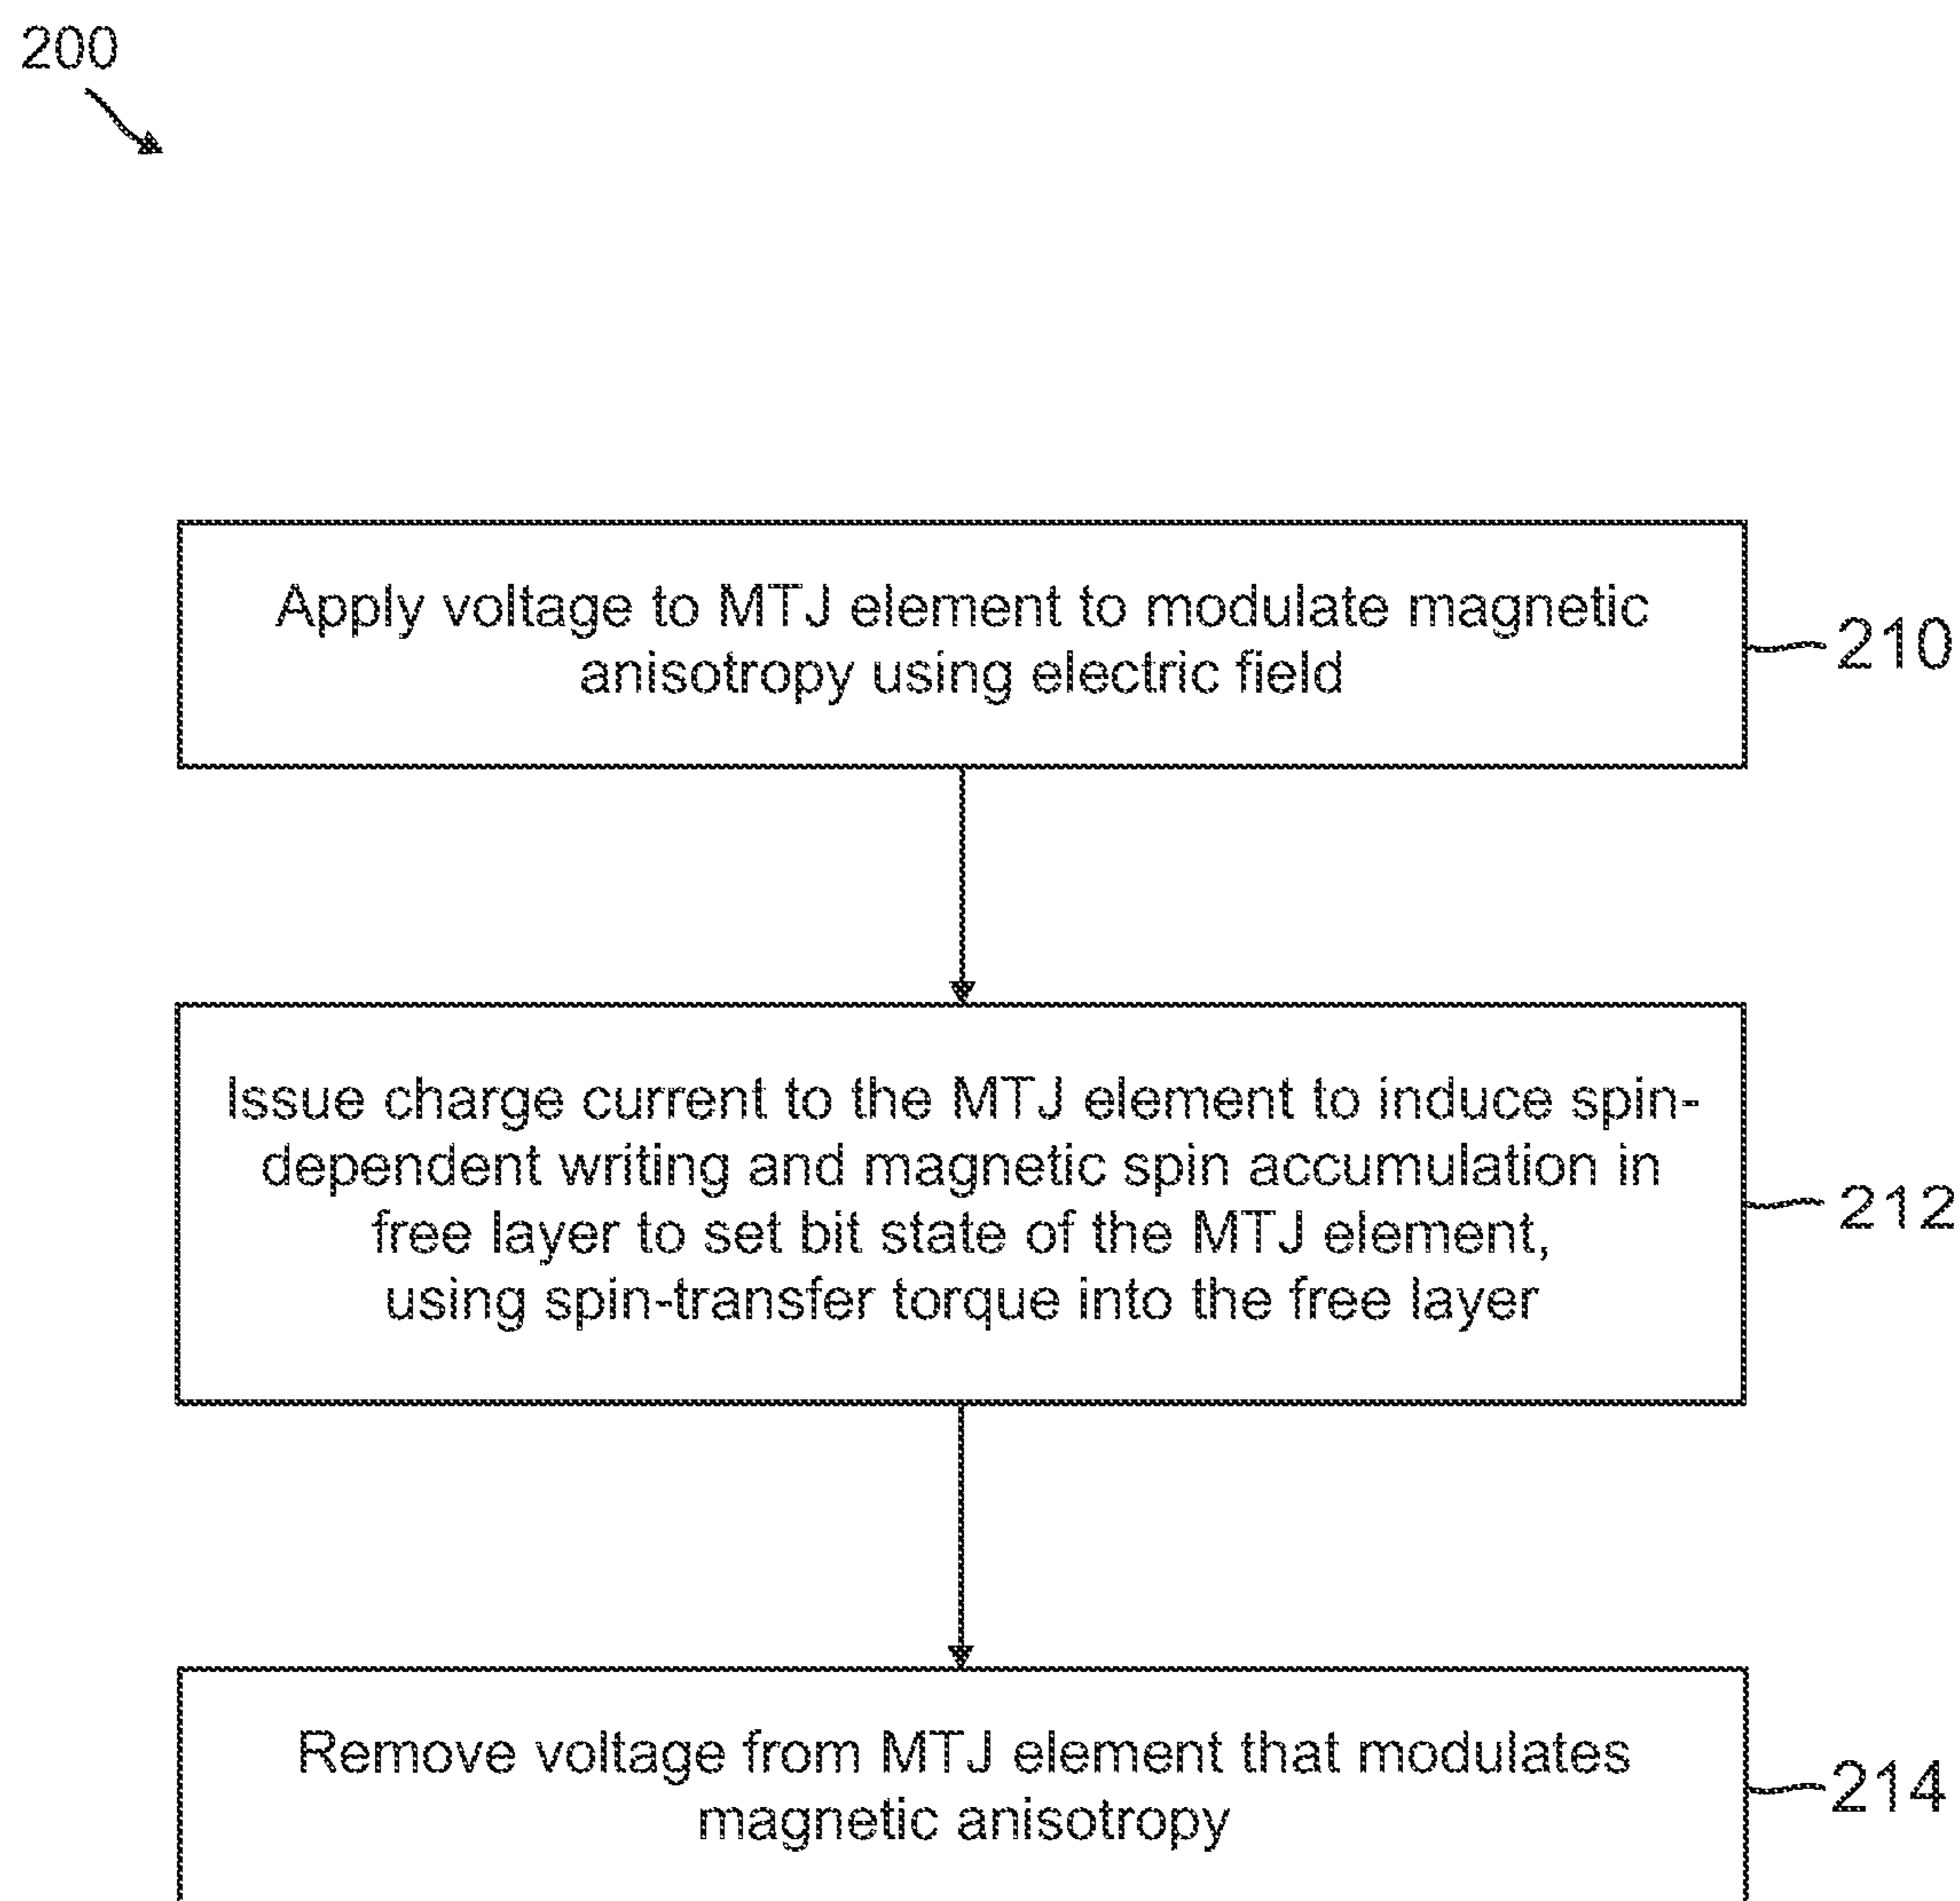 200
Apply voltage to MTJ element to modulate magnetic
anisotropy using electric field
210
Issue charge current to the MTJ element to induce spin-
dependent writing and magnetic spin accumulation in
free layer to set bit state of the MTJ element,
using spin-transfer torque into the free layer
212
Remove voltage from MTJ element that modulates
magnetic anisotropy
214